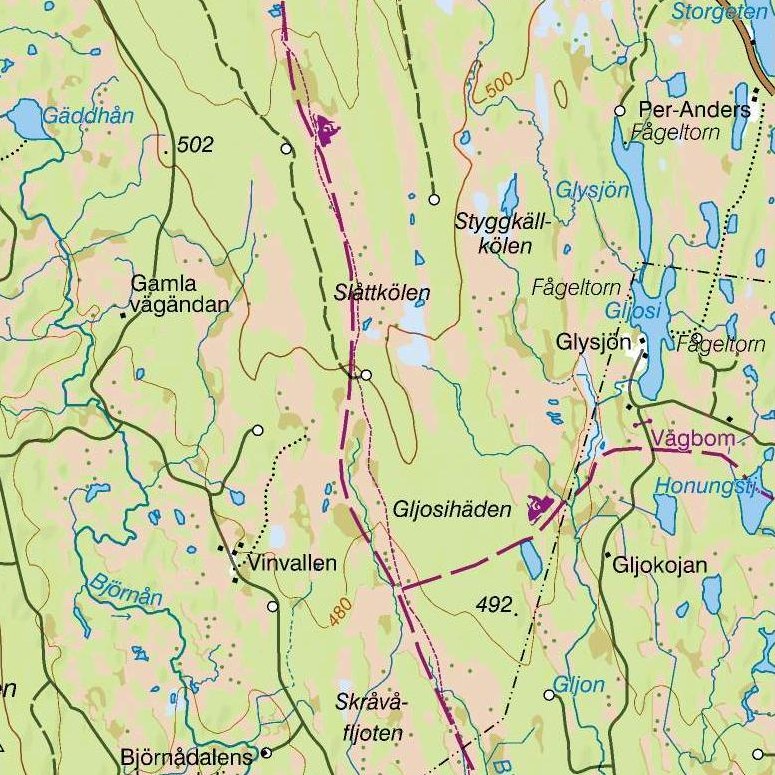 Storgeten
500
Gäddhån
Per-Anders
Fågeltorn
502
Glysjön
Styggkäll-
kölen
Gamla
vägändan
Slåttkölen
Fågeltorn
Gljosi
Glysjön
Fågeltorn
Vägbom
Honungstj.
Gljosihäden
Vinvallen
Gljokojan
Björnån
480
492
Gljon
Skråvå-
fljoten
Björnådalens
B